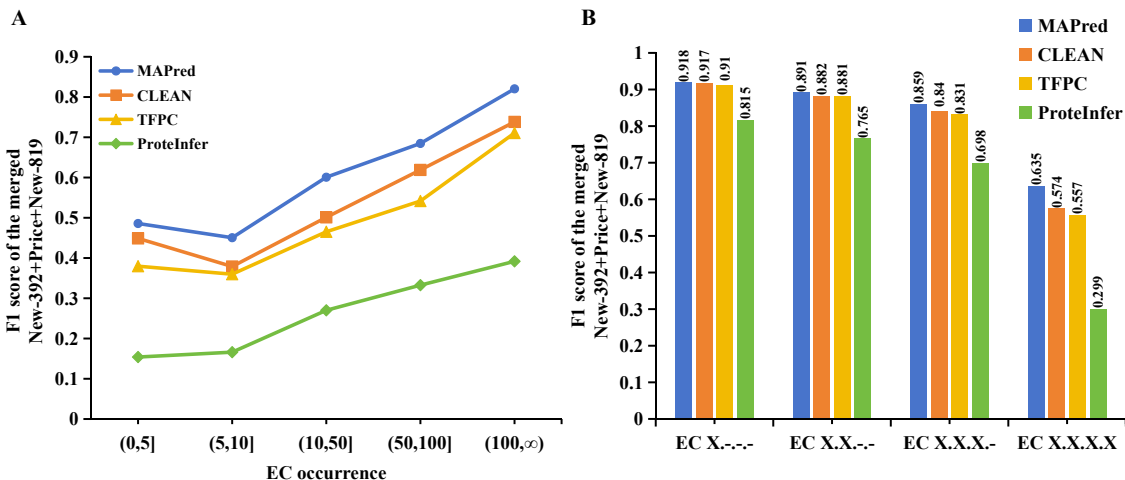 A
F1 score of the merged
New-392+Price+New-819
0.9
0.8
0.7
0.6
0.5
0.4
0.3
0.2
0.1
0
MAPred
CLEAN
TFPC
ProteInfer
(0,5]
(5,10]
(10,50]
(50,100]
(100,∞)
EC occurrence
B
MAPred
CLEAN
TFPC
ProteInfer
F1 score of the merged
New-392+Price+New-819
1
0.9
0.8
0.7
0.6
0.5
0.4
0.3
0.2
0.1
0
0.918
0.917
0.91
0.815
0.891
0.882
0.881
0.765
0.859
0.84
0.831
0.698
0.635
0.574
0.557
0.299
EC X.-.-.-
EC X.X.-.-
EC X.X.X.-
EC X.X.X.X